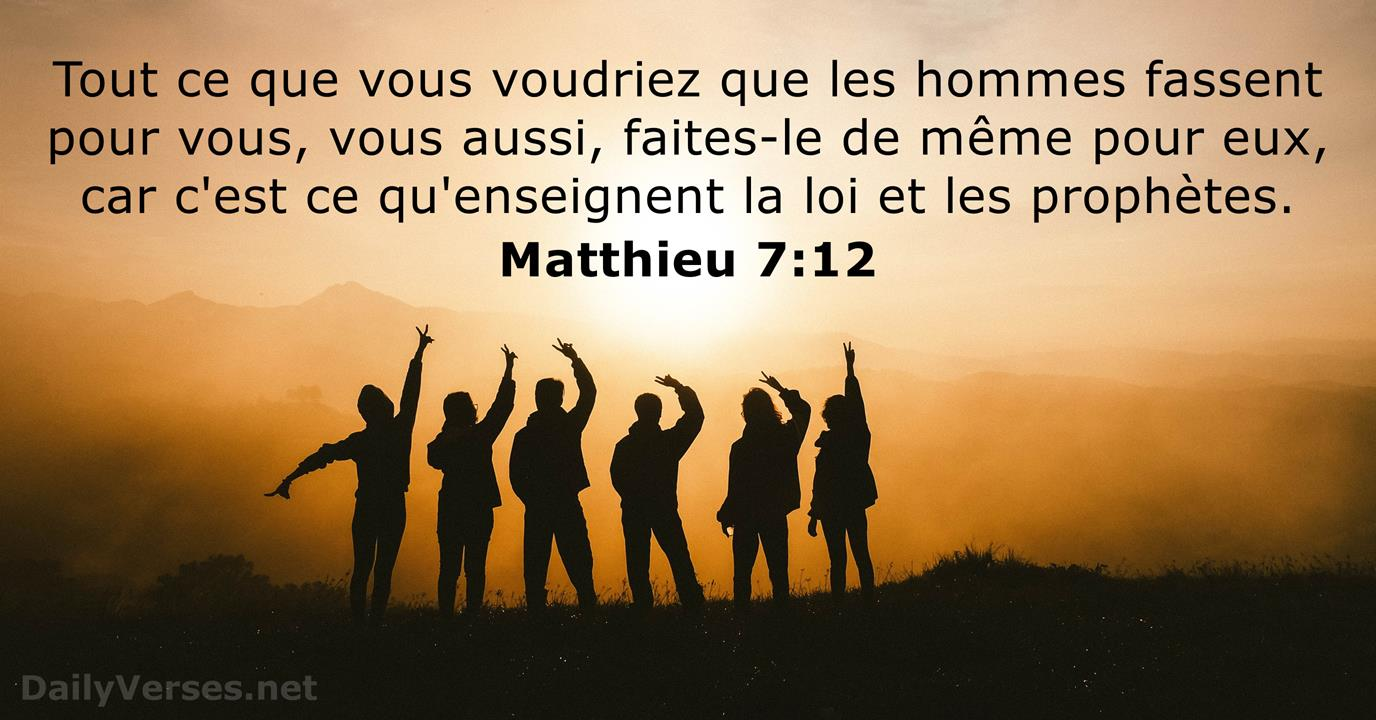 Tout ce que vous voudriez que les hommes fassent
pour vous, vous aussi, faites-le de même pour eux,
car c'est ce qu'enseignent la loi et les prophètes.
Matthieu 7:12
DailyVerses.net